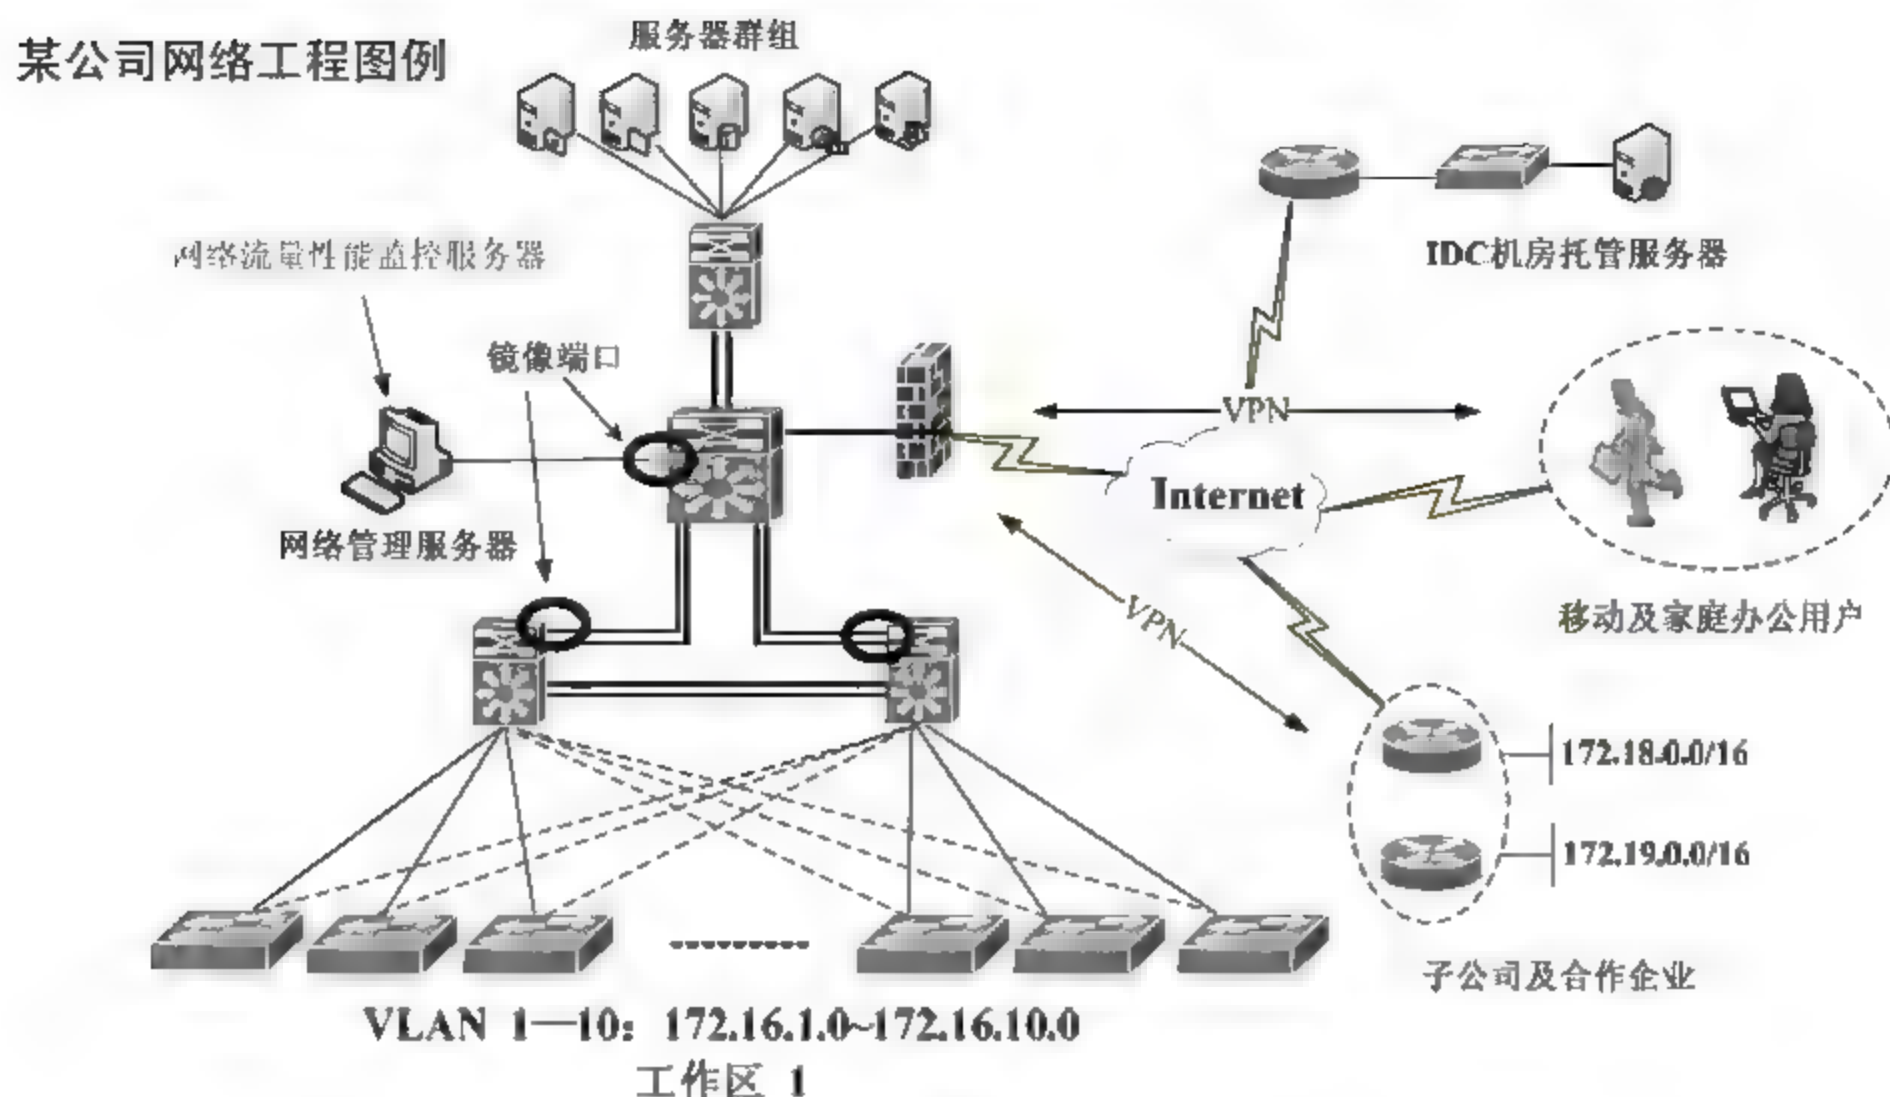 某公司网络工程图例
服务器群组
IDC机房托管服务器
网络流量性能监控服务器
镜像端口
VPN
Internet
网络管理服务器
移动及家庭办公用户
VPN
172.18.0.0/16
172.19.0.0/16
子公司及合作企业
VLAN 1—10: 172.16.1.0~172.16.10.0
工作区 1